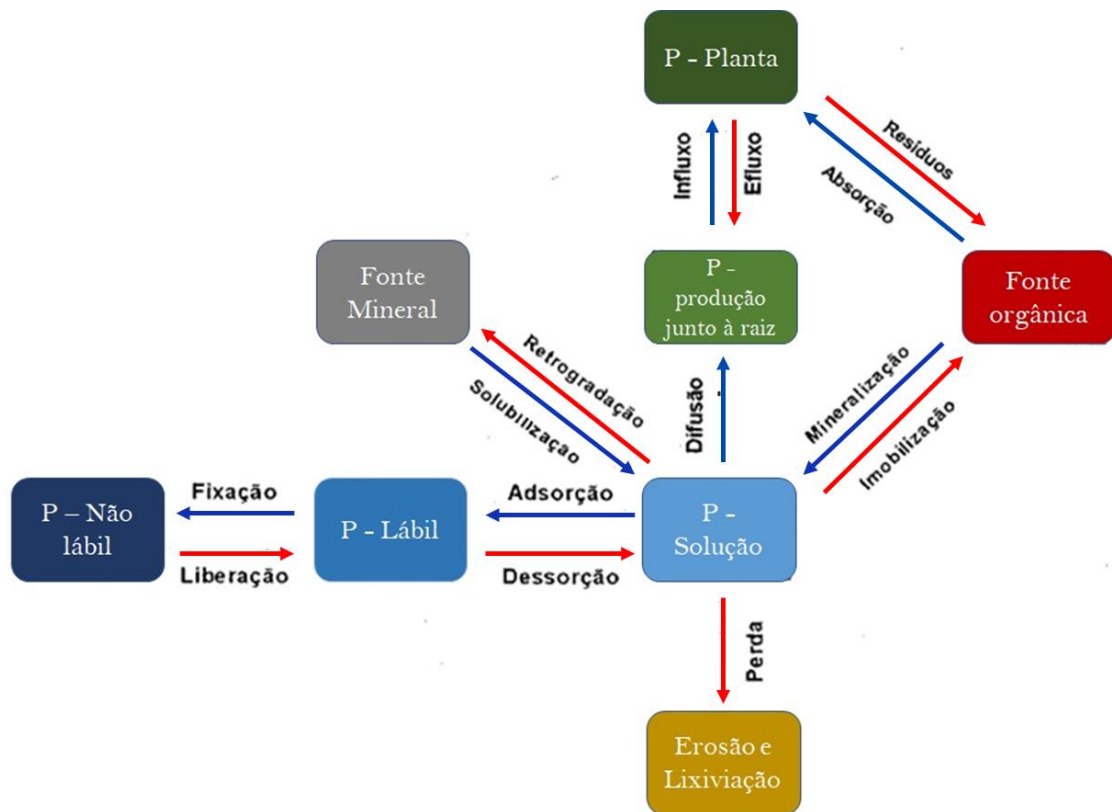 P - Planta
Influxo
Efluxo
Resíduos
Absorção
Fonte
Mineral
P -
produção
junto à raiz
Fonte
orgânica
Retrogradação
Solubilização
Difusão
Mineralização
Imobilização
P – Não
lábil
Fixação
Liberação
P - Lábil
Adsorção
Dessorção
P -
Solução
Perda
Erosão e
Lixiviação